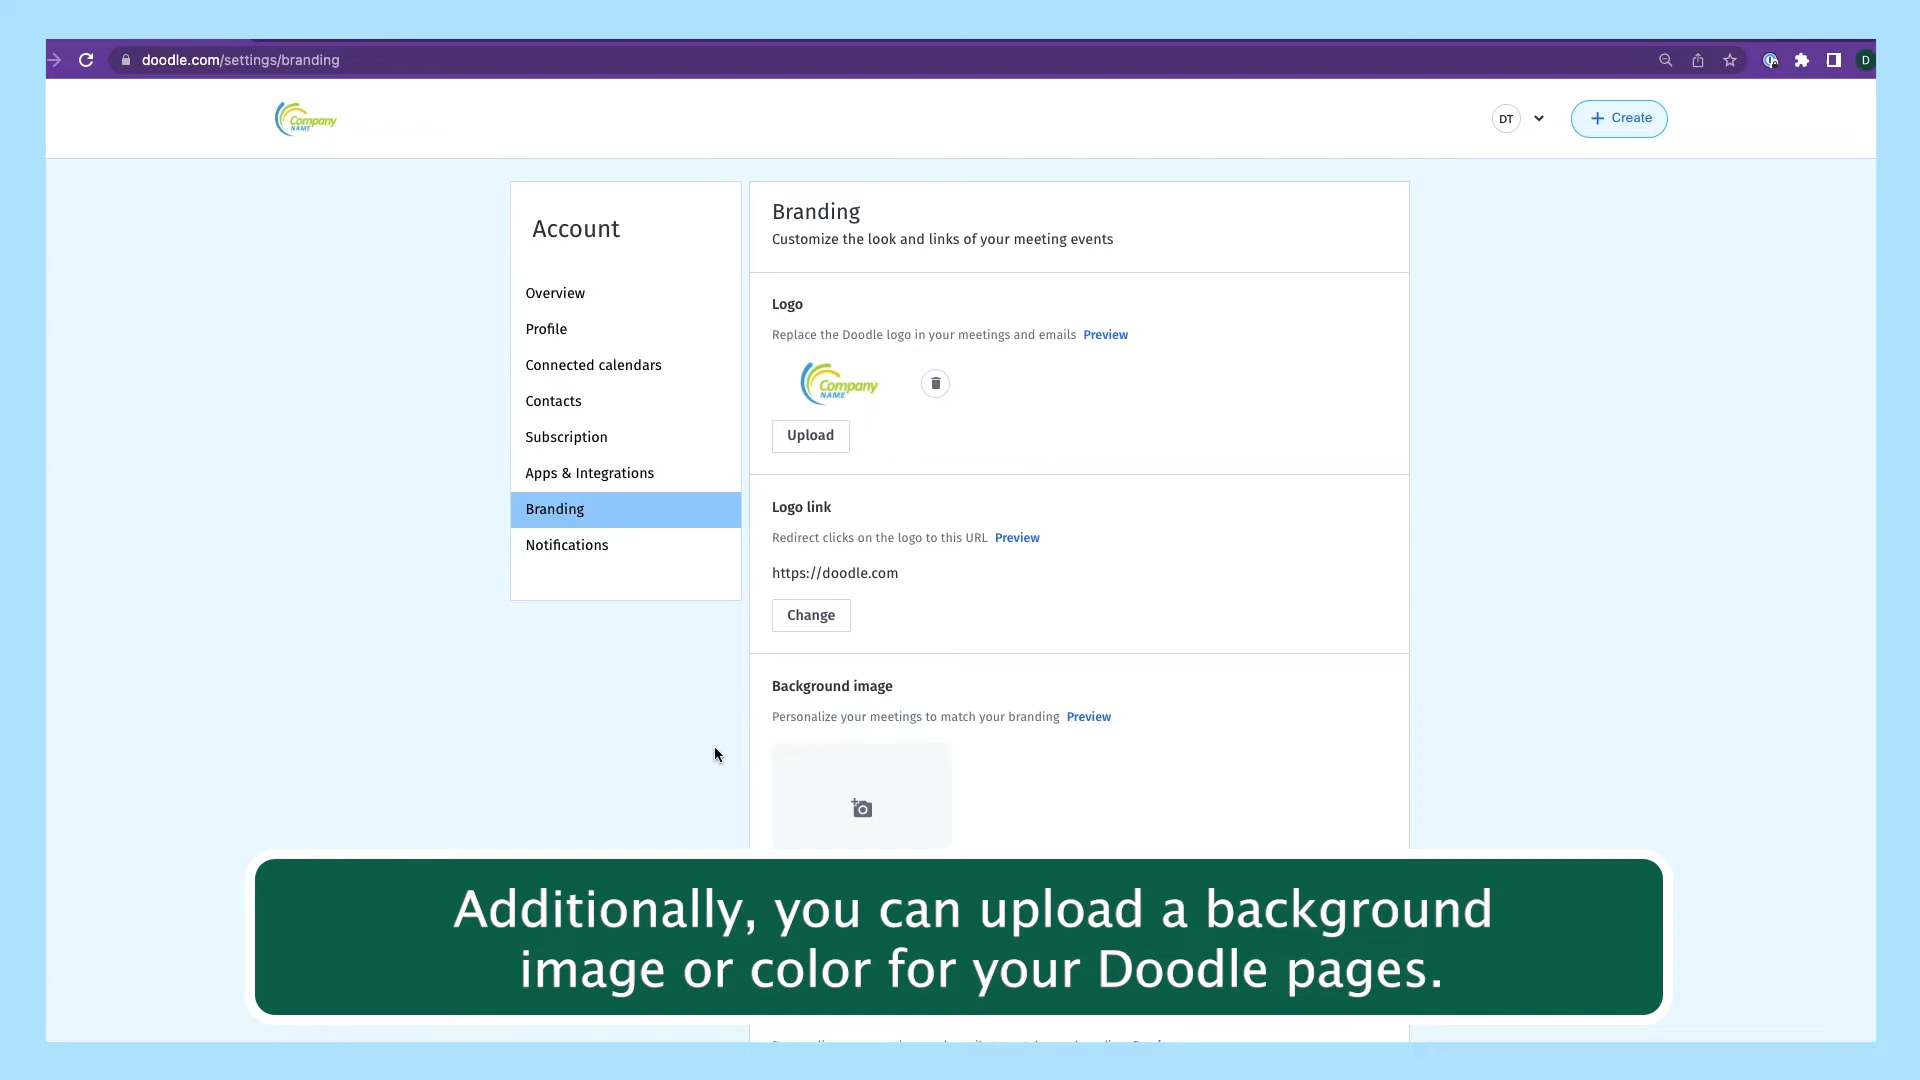 doodle.com/settings/branding
D
Company
NAME
DT
Create
Account
Overview
Profile
Connected calendars
Contacts
Subscription
Apps & Integrations
Branding
Notifications
Branding
Customize the look and links of your meeting events
Logo
Replace the Doodle logo in your meetings and emails Preview
Company
NAME
Upload
Logo link
Redirect clicks on the logo to this URL Preview
https://doodle.com
Change
Background image
Personalize your meetings to match your branding Preview
Additionally, you can upload a background
image or color for your Doodle pages.